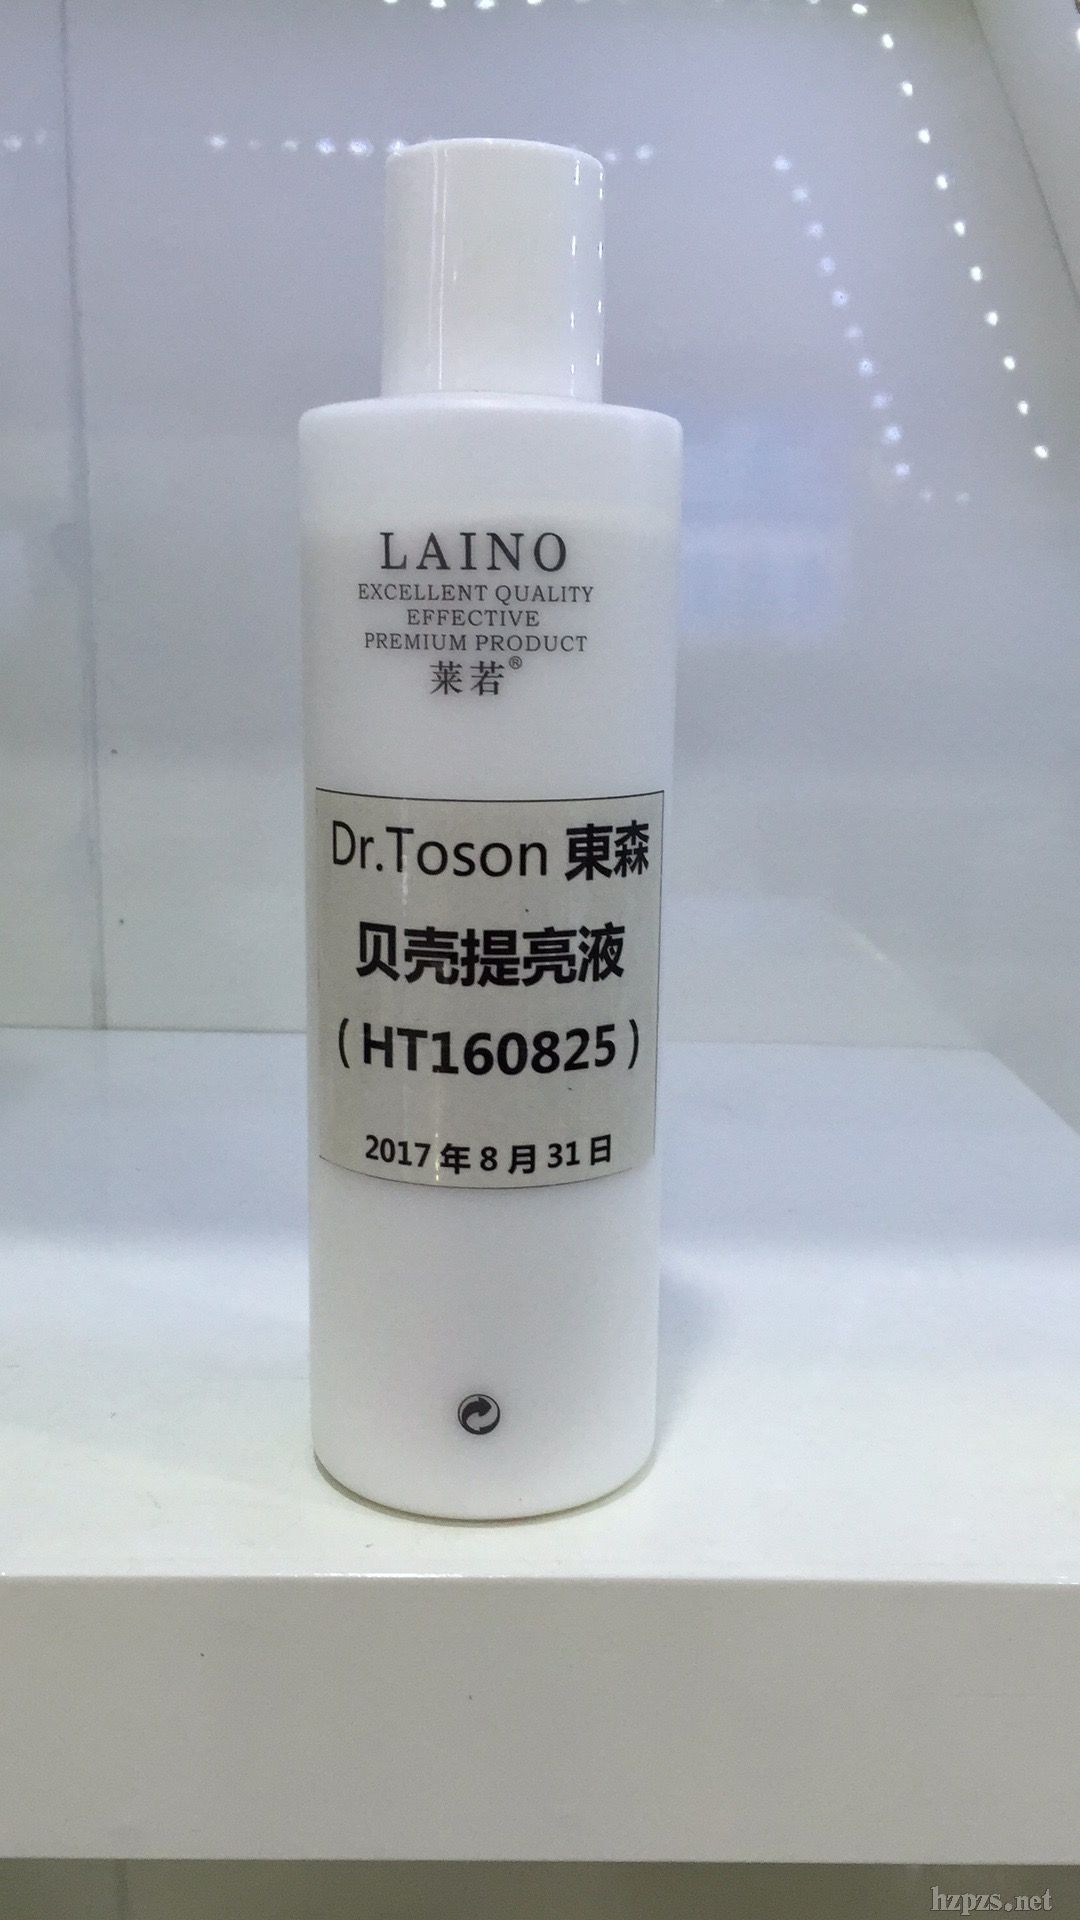 LAINO
EXCELLENT QUALITY
EFFECTIVE
PREMIUM PRODUCT
莱若®
Dr.Toson 東森
贝壳提亮液
（HT160825）
2017年8月31日
hzpzs.net